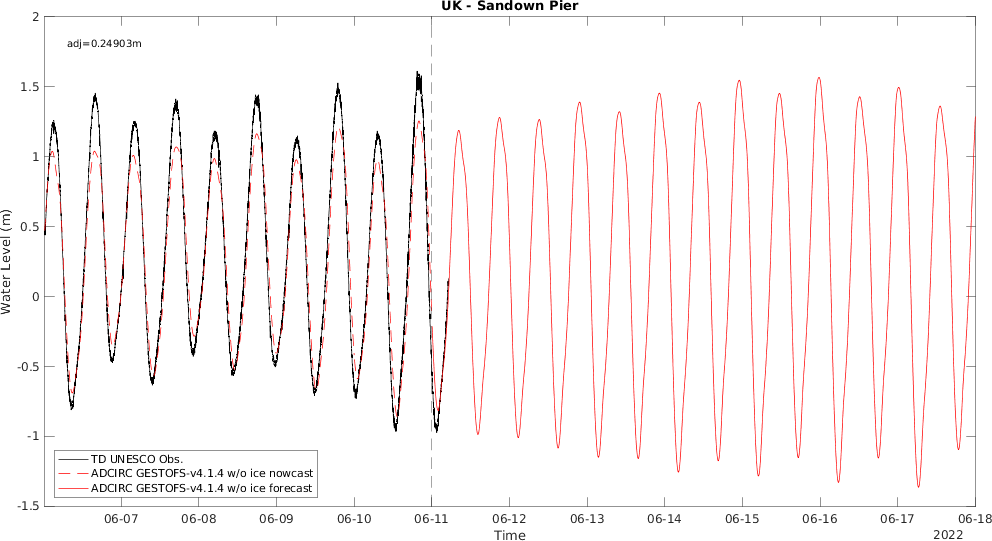 UK - Sandown Pier
2
adj=0.24903m
1.5
1
0.5
0
-0.5
-1
-1.5
Water Level (m)
TD UNESCO Obs.
ADCIRC GESTOFS-v4.1.4 w/o ice nowcast
ADCIRC GESTOFS-v4.1.4 w/o ice forecast
06-07 06-08 06-09 06-10 06-11 06-12 06-13 06-14 06-15 06-16 06-17 06-18
Time
2022